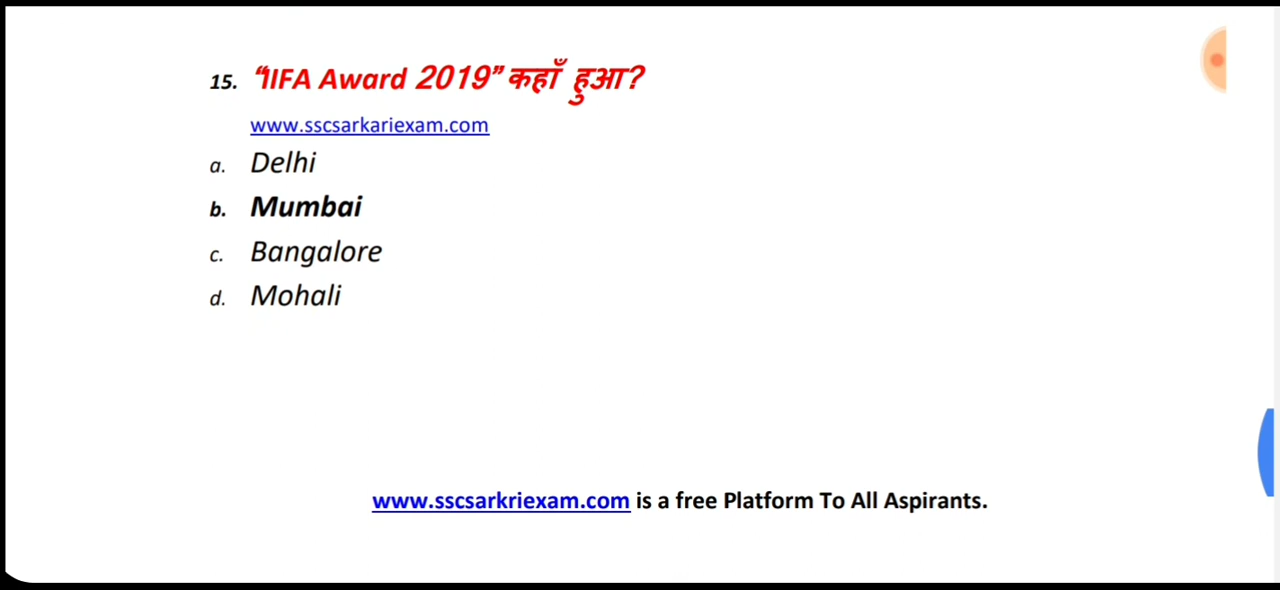 15. “IIFA Award 2019” कहाँ हुआ?
www.sscsarkariexam.com
a. Delhi
b. Mumbai
c. Bangalore
d. Mohali
www.sscsarkriexam.com is a free Platform To All Aspirants.